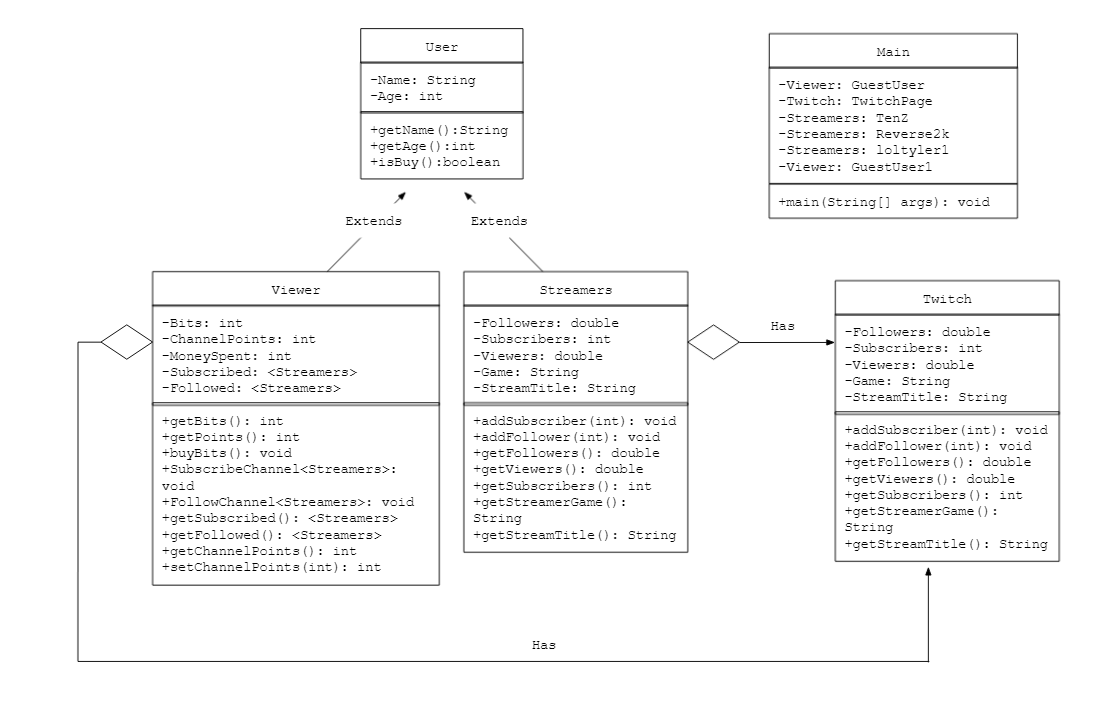 User
-Name: String
-Age: int
+getName():String
+getAge():int
+isBuy():boolean
Main
-Viewer: GuestUser
-Twitch: TwitchPage
-Streamers: TenZ
-Streamers: Reverse2k
-Streamers: loltyler1
-Viewer: GuestUser1
+main(String[] args): void
Extends
Extends
Viewer
-Bits: int
-ChannelPoints: int
-MoneySpent: int
-Subscribed: <Streamers>
-Followed: <Streamers>
+getBits(): int
+getPoints(): int
+buyBits(): void
+SubscribeChannel<Streamers>:
void
+FollowChannel<Streamers>: void
+getSubscribed(): <Streamers>
+getFollowed(): <Streamers>
+getChannelPoints(): int
+setChannelPoints(int): int
Streamers
-Followers: double
-Subscribers: int
-Viewers: double
-Game: String
-StreamTitle: String
+addSubscriber(int): void
+addFollower(int): void
+getFollowers(): double
+getViewers(): double
+getSubscribers(): int
+getStreamerGame():
String
+getStreamTitle(): String
Has
Twitch
-Followers: double
-Subscribers: int
-Viewers: double
-Game: String
-StreamTitle: String
+addSubscriber(int): void
+addFollower(int): void
+getFollowers(): double
+getViewers(): double
+getSubscribers(): int
+getStreamerGame():
String
+getStreamTitle(): String
Has